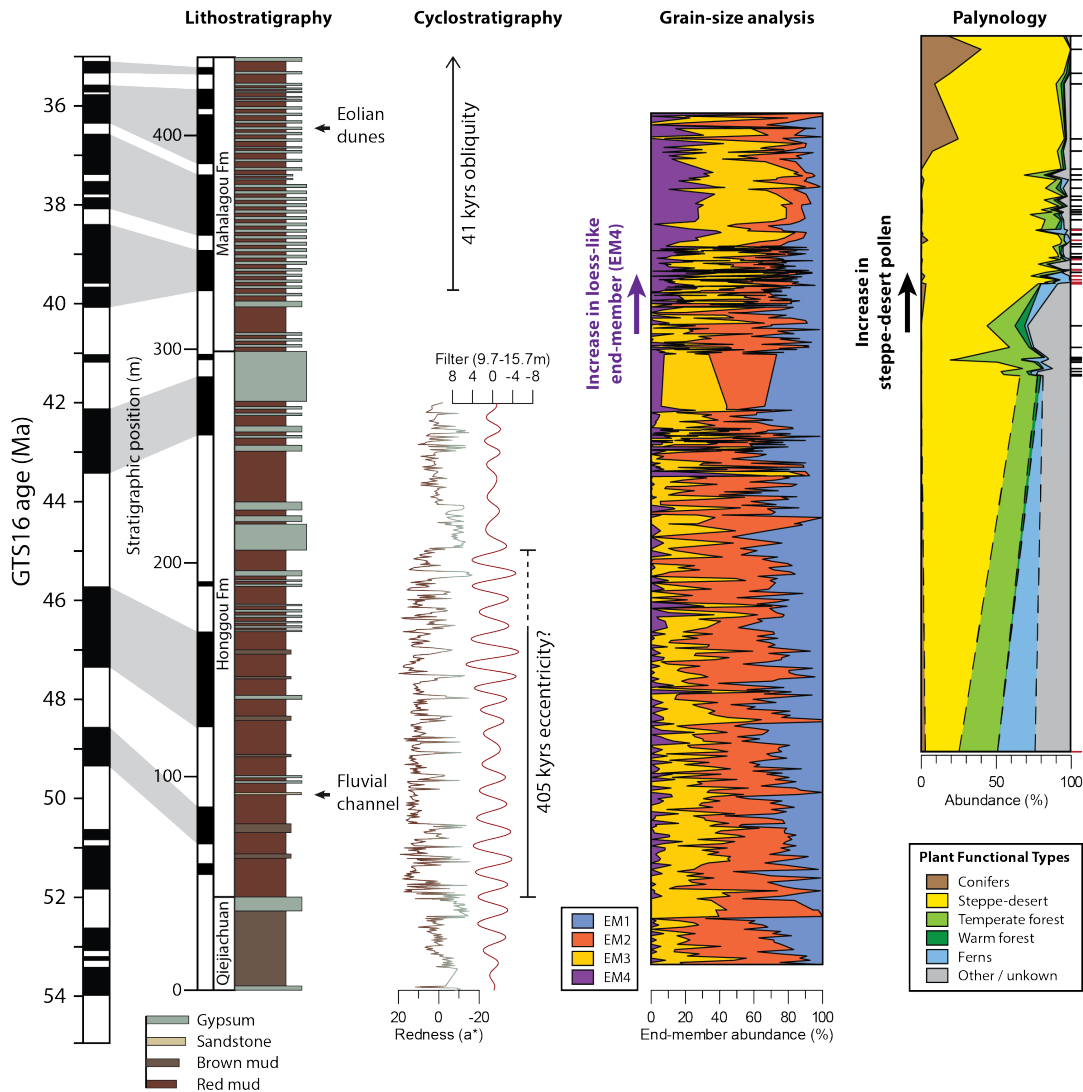 Lithostratigraphy
Cyclostratigraphy
Grain-size analysis
Palynology
GTS16 age (Ma)
36
38
40
42
44
46
48
50
52
54
Stratigraphic position (m)
400
300
200
100
0
Mahalagou Fm
Honggou Fm
Qiejiachuan
Eolian
dunes
Fluvial
channel
41 kyrs obliquity
Filter (9.7-15.7m)
8 4 0 -4 -8
405 kyrs eccentricity?
20 0 -20
Redness (a*)
Increase in loess-like
end-member (EM4)
EM1
EM2
EM3
EM4
0 20 40 60 80 100
End-member abundance (%)
Increase in
steppe-desert pollen
0 50 100
Abundance (%)
Plant Functional Types
Conifers
Steppe-desert
Temperate forest
Warm forest
Ferns
Other / unkown
Gypsum
Sandstone
Brown mud
Red mud